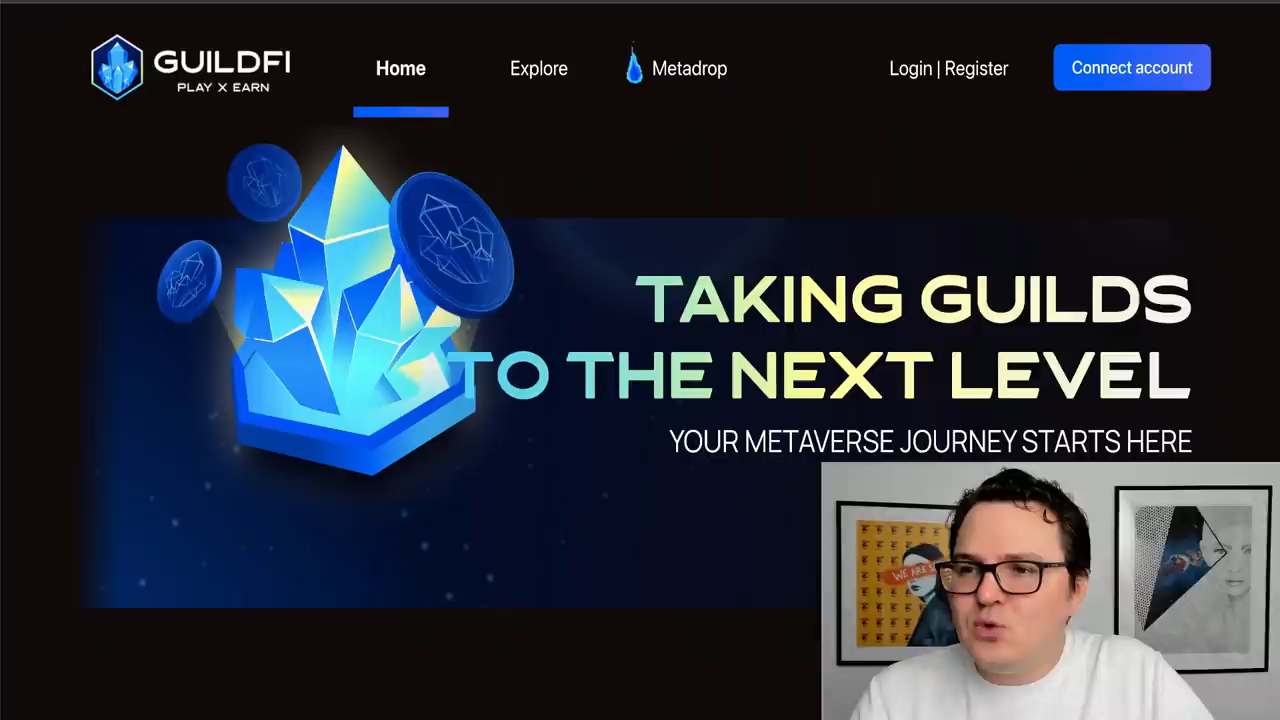 GUILDFI
PLAY X EARN
Home
Explore
Metadrop
Login | Register
Connect account
TAKING GUILDS
TO THE NEXT LEVEL
YOUR METAVERSE JOURNEY STARTS HERE
WE ARE